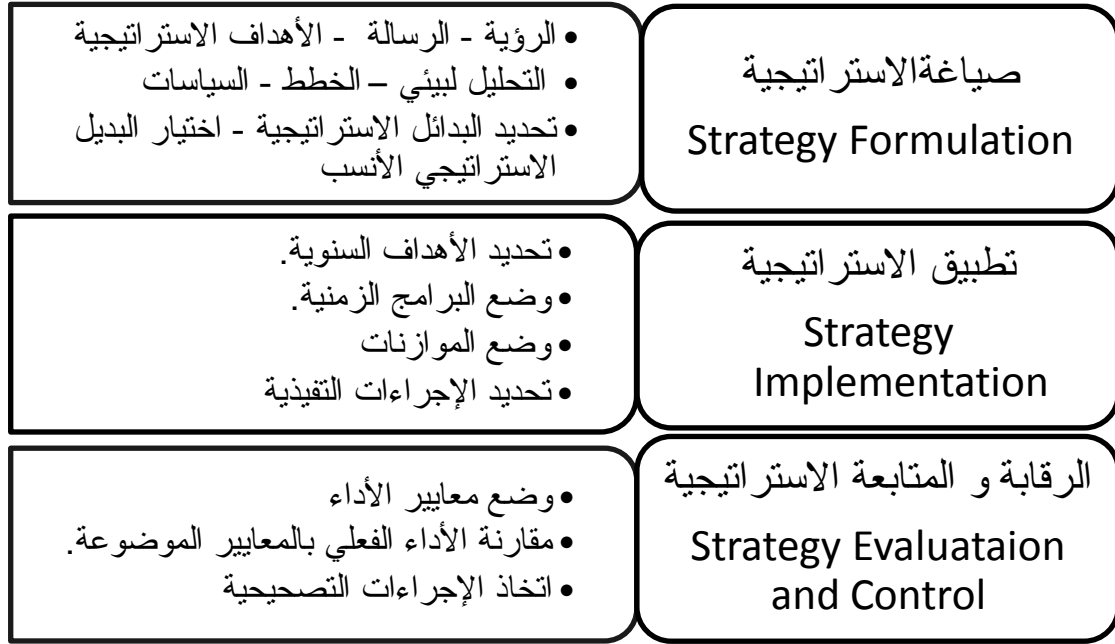 صياغةالاستراتيجية
Strategy Formulation
• الرؤية - الرسالة - الأهداف الاستراتيجية
• التحليل لبيئي – الخطط - السياسات
• تحديد البدائل الاستراتيجية - اختيار البديل
الاستراتيجي الأنسب
تطبيق الاستراتيجية
Strategy
Implementation
• تحديد الأهداف السنوية.
• وضع البرامج الزمنية.
• وضع الموازنات
• تحديد الإجراءات التفيذية
الرقابة و المتابعة الاستراتيجية
Strategy Evaluataion
and Control
• وضع معايير الأداء
• مقارنة الأداء الفعلي بالمعايير الموضوعة.
• اتخاذ الإجراءات التصحيحية